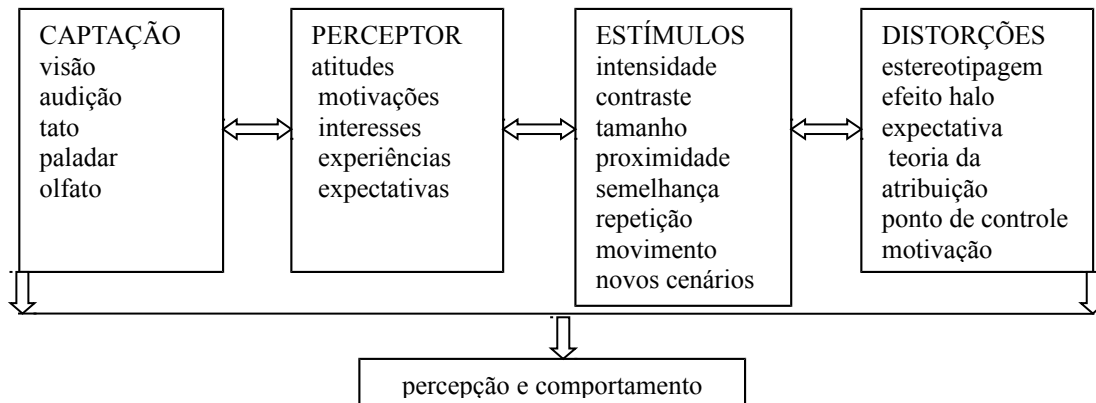 CAPTAÇÃO
visão
audição
tato
paladar
olfato
PERCEPTOR
atitudes
motivações
interesses
experiências
expectativas
ESTÍMULOS
intensidade
contraste
tamanho
proximidade
semelhança
repetição
movimento
novos cenários
DISTORÇÕES
estereotipagem
efeito halo
expectativa
teoria da
atribuição
ponto de controle
motivação
percepção e comportamento